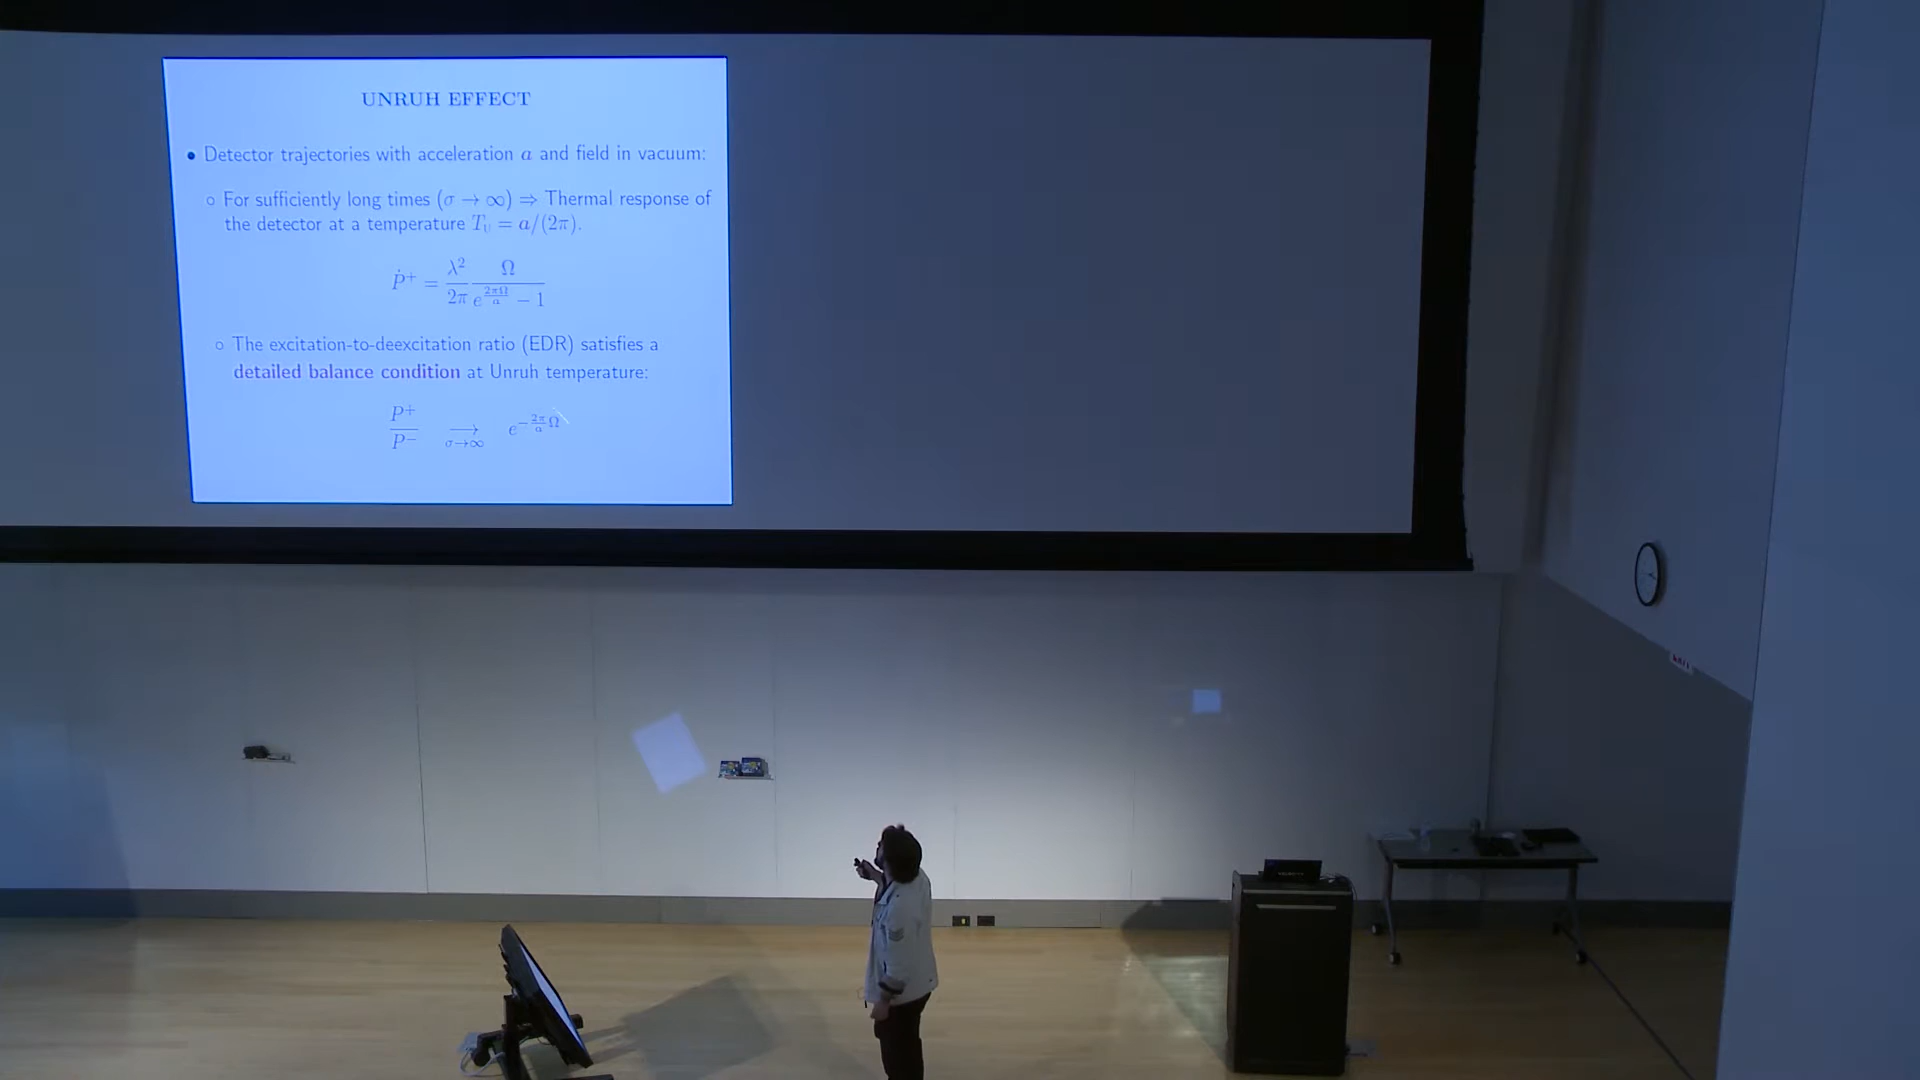 UNRUH EFFECT
• Detector trajectories with acceleration a and field in vacuum:
○ For sufficiently long times (σ → ∞) ⇒ Thermal response of
the detector at a temperature T_U = a/(2π).
Ṗ⁺ = λ²/2π Ω/(e^{2πΩ/a} − 1)
○ The excitation-to-deexcitation ratio (EDR) satisfies a
detailed balance condition at Unruh temperature:
P⁺/P⁻ ⟶_{σ→∞} e^{−(2π/a)Ω}